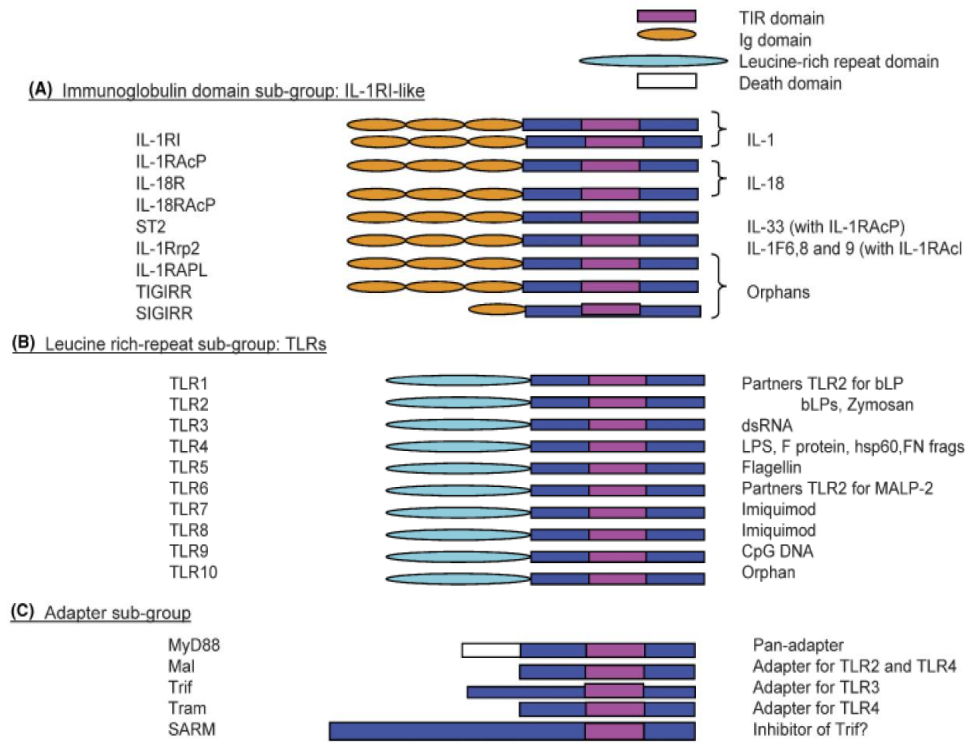 TIR domain
Ig domain
Leucine-rich repeat domain
Death domain
(A) Immunoglobulin domain sub-group: IL-1RI-like
IL-1RI
IL-1RAcP
IL-18R
IL-18RAcP
ST2
IL-1Rrp2
IL-1RAPL
TIGIRR
SIGIRR
IL-1
IL-18
IL-33 (with IL-1RAcP)
IL-1F6,8 and 9 (with IL-1RAcl
Orphans
(B) Leucine rich-repeat sub-group: TLRs
TLR1 Partners TLR2 for bLP
TLR2 bLPs, Zymosan
TLR3 dsRNA
TLR4 LPS, F protein, hsp60,FN frags
TLR5 Flagellin
TLR6 Partners TLR2 for MALP-2
TLR7 Imiquimod
TLR8 Imiquimod
TLR9 CpG DNA
TLR10 Orphan
(C) Adapter sub-group
MyD88 Pan-adapter
Mal Adapter for TLR2 and TLR4
Trif Adapter for TLR3
Tram Adapter for TLR4
SARM Inhibitor of Trif?